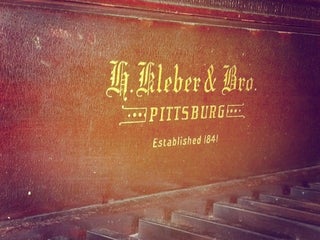 H. Kleber & Bro.
PITTSBURG
Established 1841